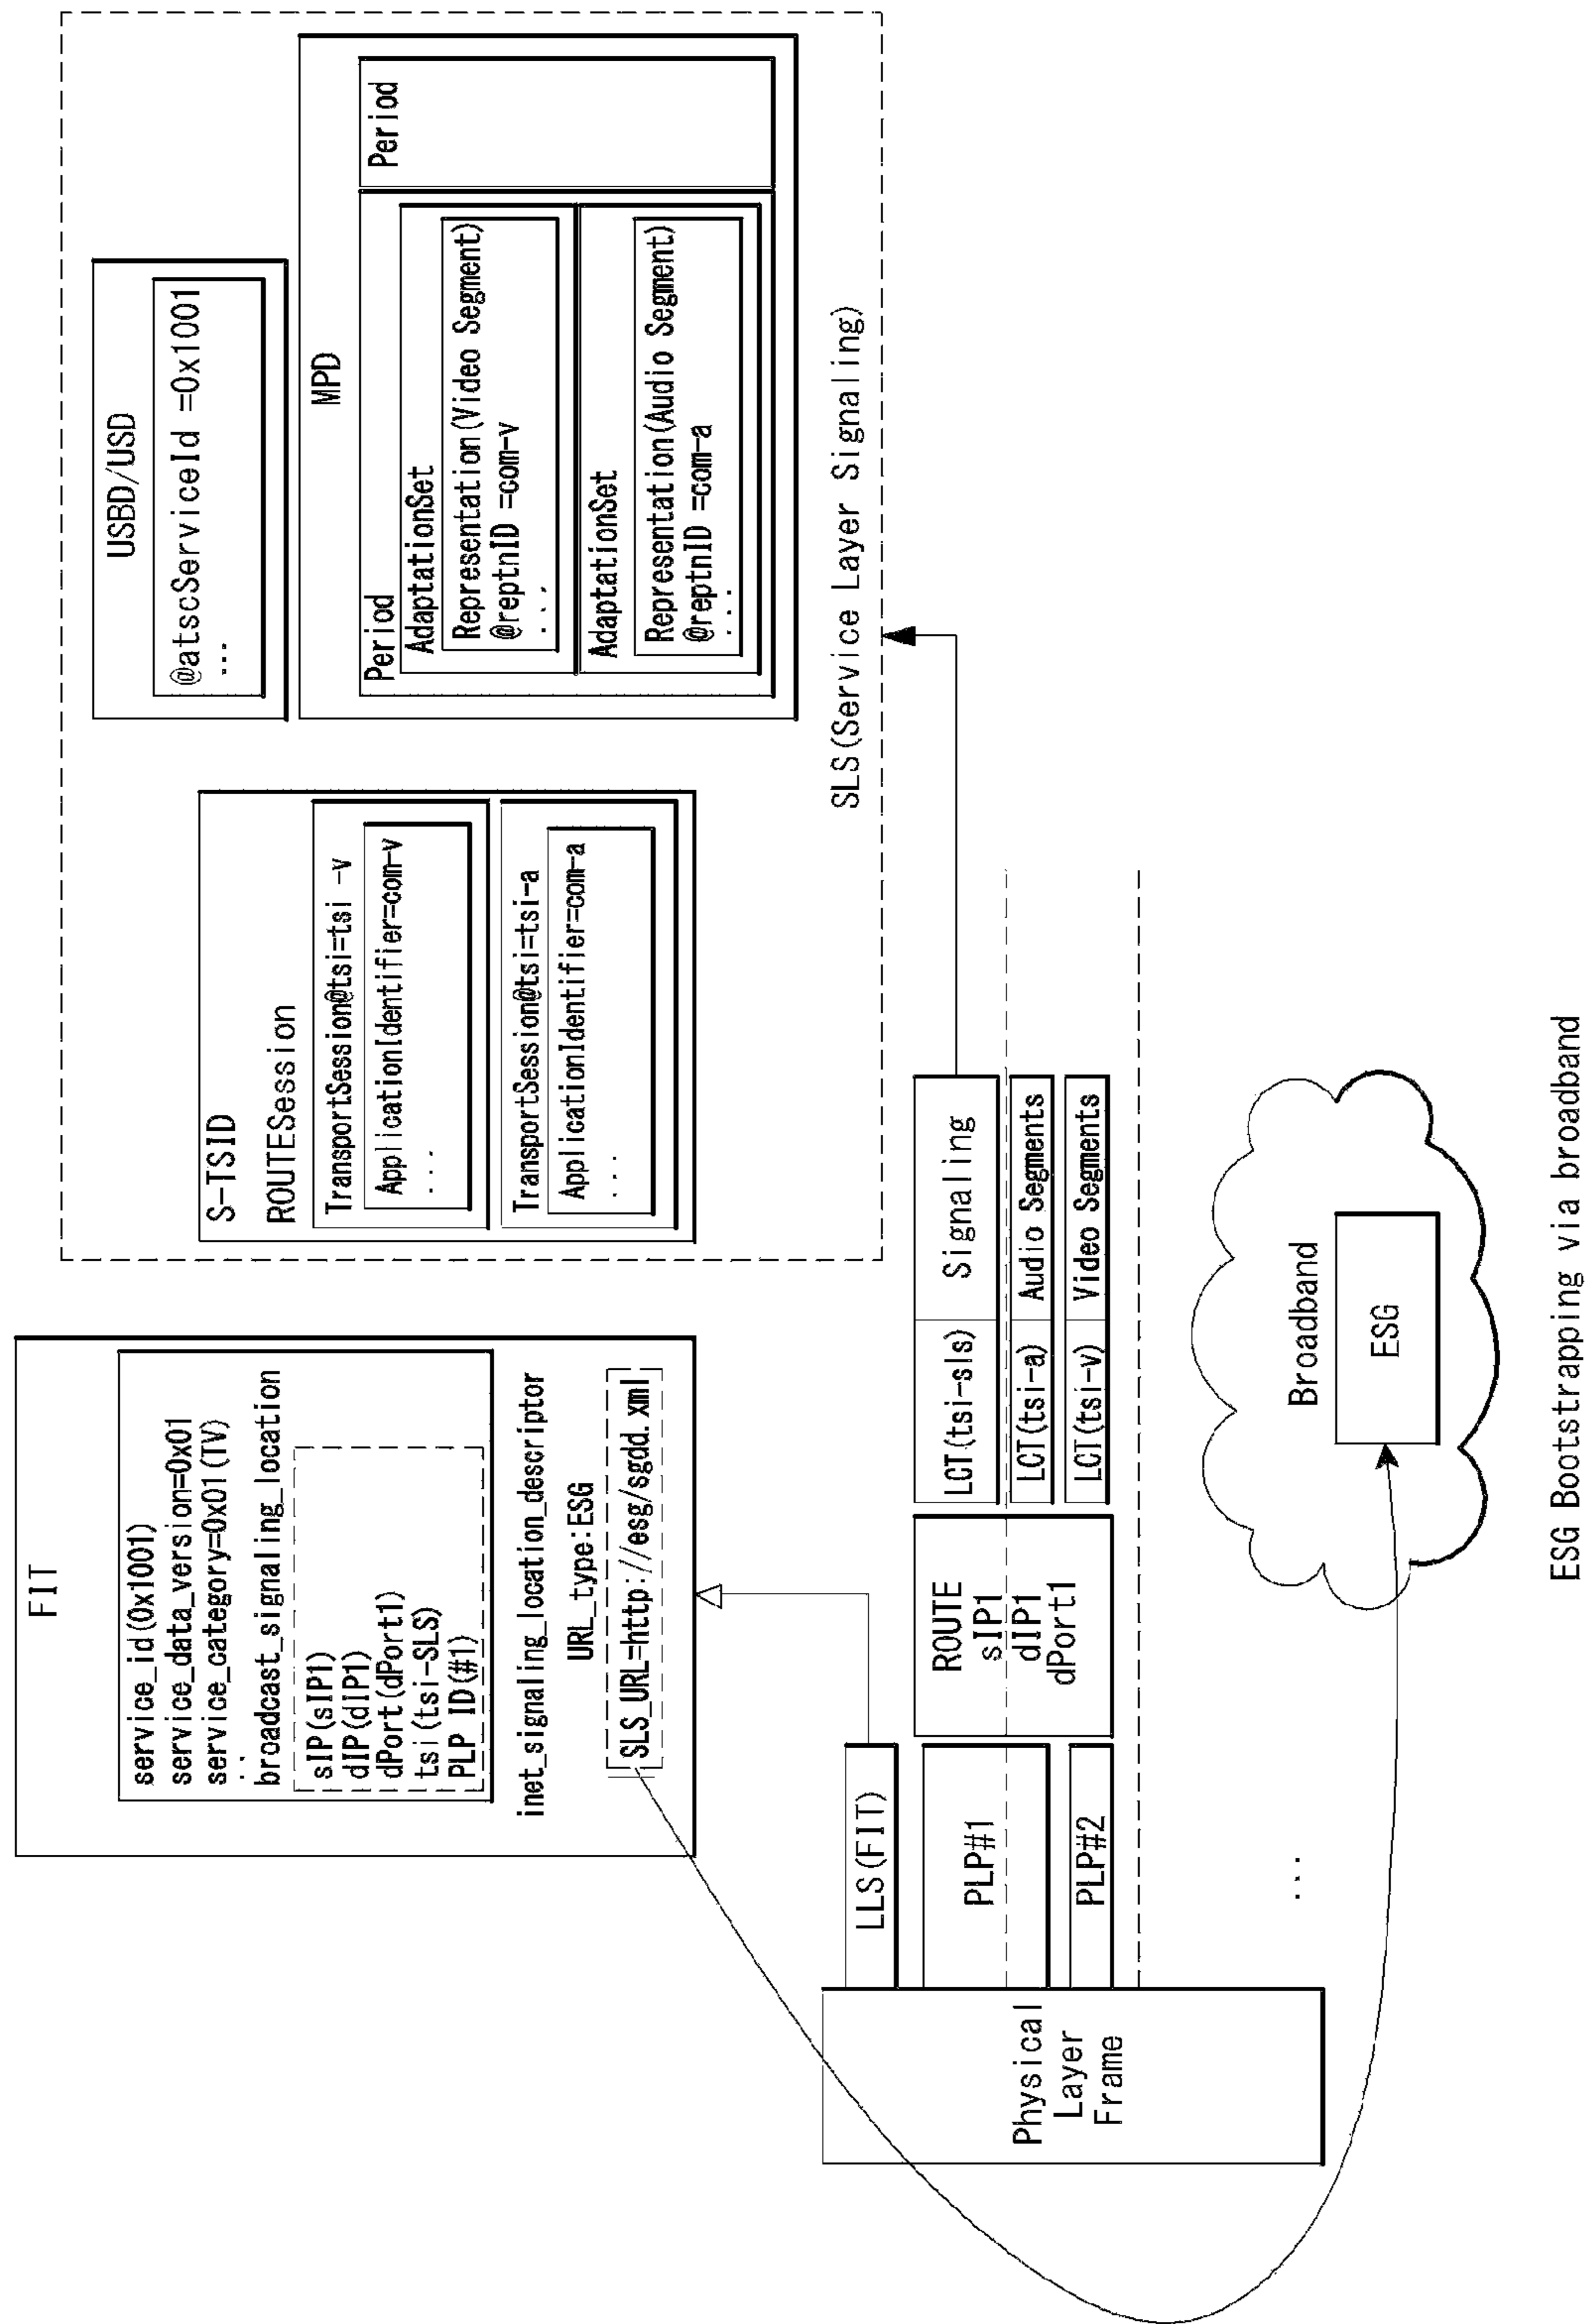 FIT
service_id(0x1001)
service_data_version=0x01
service_category=0x01(TV)
..
broadcast_signaling_location
sIP(sIP1)
dIP(dIP1)
dPort(dPort1)
tsi(tsi-SLS)
PLP ID(#1)
inet_signaling_location_descriptor
URL_type:ESG
SLS_URL=http://esg/sgdd.xml
S-TSID
ROUTESession
TransportSession@tsi=tsi -v
ApplicationIdentifier=com-v
...
TransportSession@tsi=tsi-a
ApplicationIdentifier=com-a
...
USBD/USD
@atscServiceId =0x1001
...
MPD
Period
AdaptationSet
Representation(Video Segment)
@reptnID =com-v
...
AdaptationSet
Representation(Audio Segment)
@reptnID =com-a
...
Period
SLS(Service Layer Signaling)
Physical
Layer
Frame
LLS(FIT)
PLP#1
PLP#2
...
ROUTE
sIP1
dIP1
dPort1
LCT(tsi-sls)
Signaling
LCT(tsi-a)
Audio Segments
LCT(tsi-v)
Video Segments
Broadband
ESG
ESG Bootstrapping via broadband